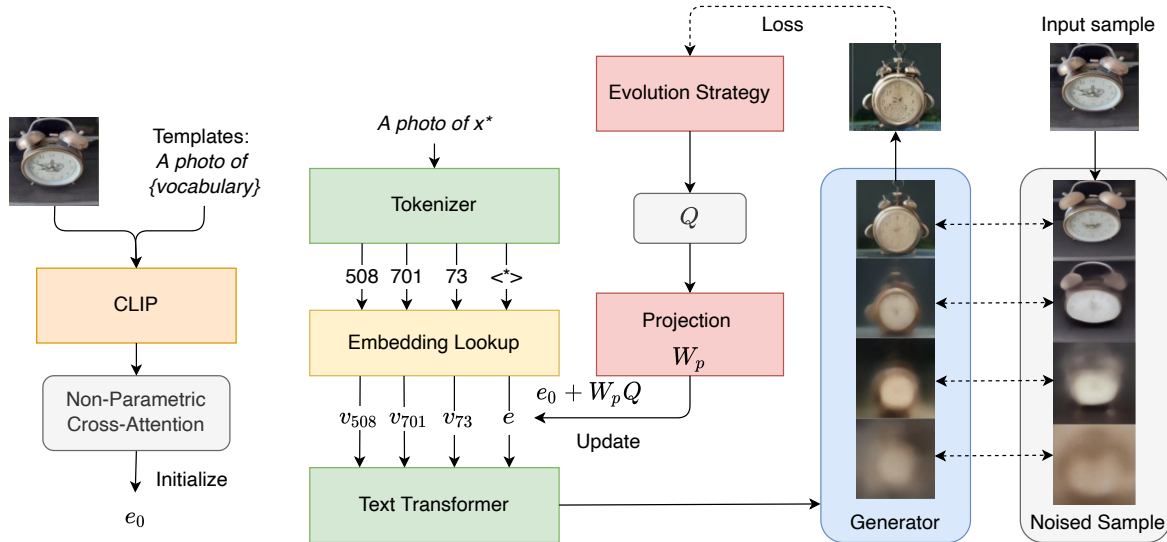 Templates:
A photo of
{vocabulary}
CLIP
Non-Parametric
Cross-Attention
Initialize
e_0
A photo of x*
Tokenizer
508 701 73 <*>
Embedding Lookup
v_508 v_701 v_73 e
Text Transformer
Loss
Evolution Strategy
Q
Projection
W_p
e_0 + W_pQ
Update
Generator
Input sample
Noised Sample